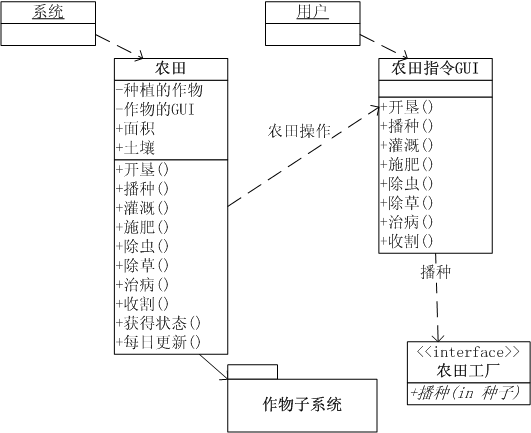 系统
用户
农田
-种植的作物
-作物的GUI
+面积
+土壤
+开垦()
+播种()
+灌溉()
+施肥()
+除虫()
+除草()
+治病()
+收割()
+获得状态()
+每日更新()
农田操作
农田指令GUI
+开垦()
+播种()
+灌溉()
+施肥()
+除虫()
+除草()
+治病()
+收割()
播种
<<interface>>
农田工厂
+播种(in 种子)
作物子系统